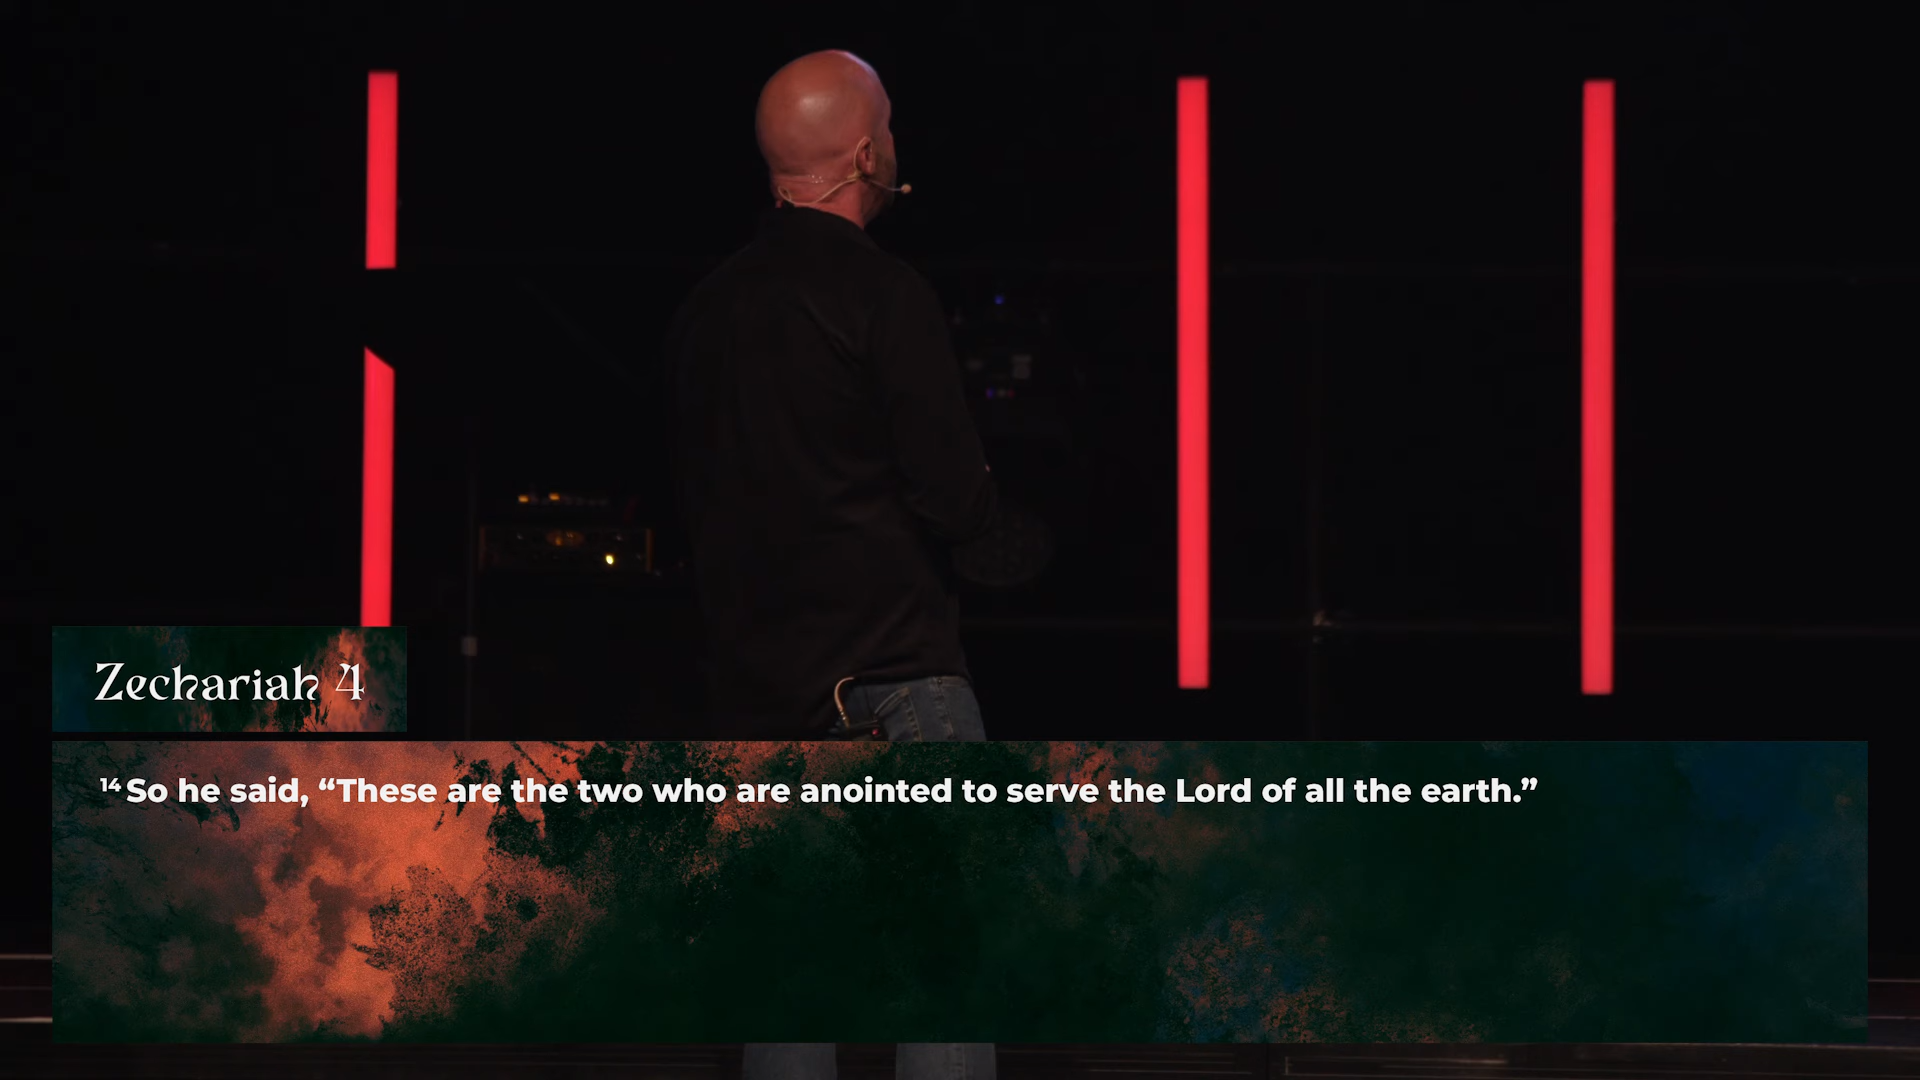 Zechariah 4
¹⁴ So he said, “These are the two who are anointed to serve the Lord of all the earth.”